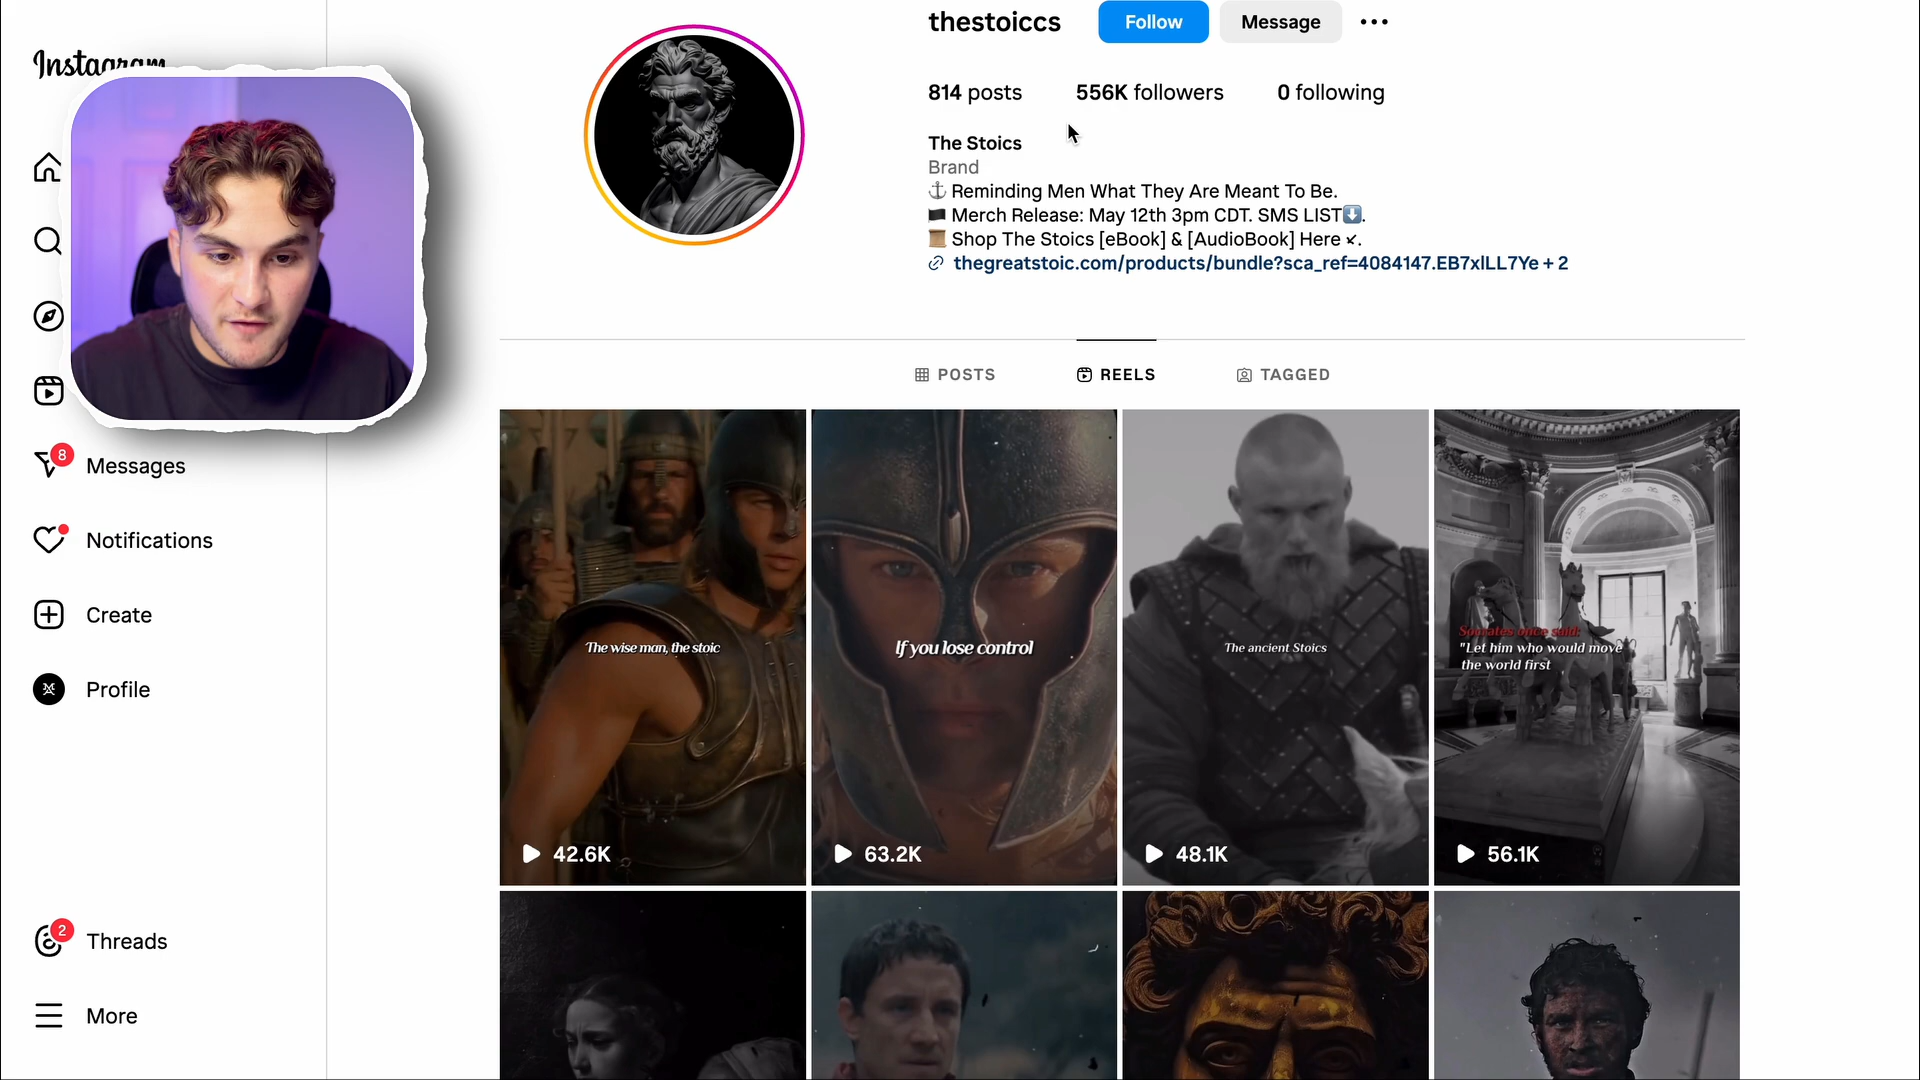 Instagram
thestoiccs
Follow
Message
814 posts
556K followers
0 following
The Stoics
Brand
⚓ Reminding Men What They Are Meant To Be.
🏴 Merch Release: May 12th 3pm CDT. SMS LIST⬇️.
📜 Shop The Stoics [eBook] & [AudioBook] Here ↙.
thegreatstoic.com/products/bundle?sca_ref=4084147.EB7xlLL7Ye + 2
POSTS
REELS
TAGGED
8
Messages
Notifications
Create
Profile
2
Threads
More
The wise man, the stoic
42.6K
If you lose control
63.2K
The ancient Stoics
48.1K
Socrates once said:
"Let him who would move
the world first
56.1K